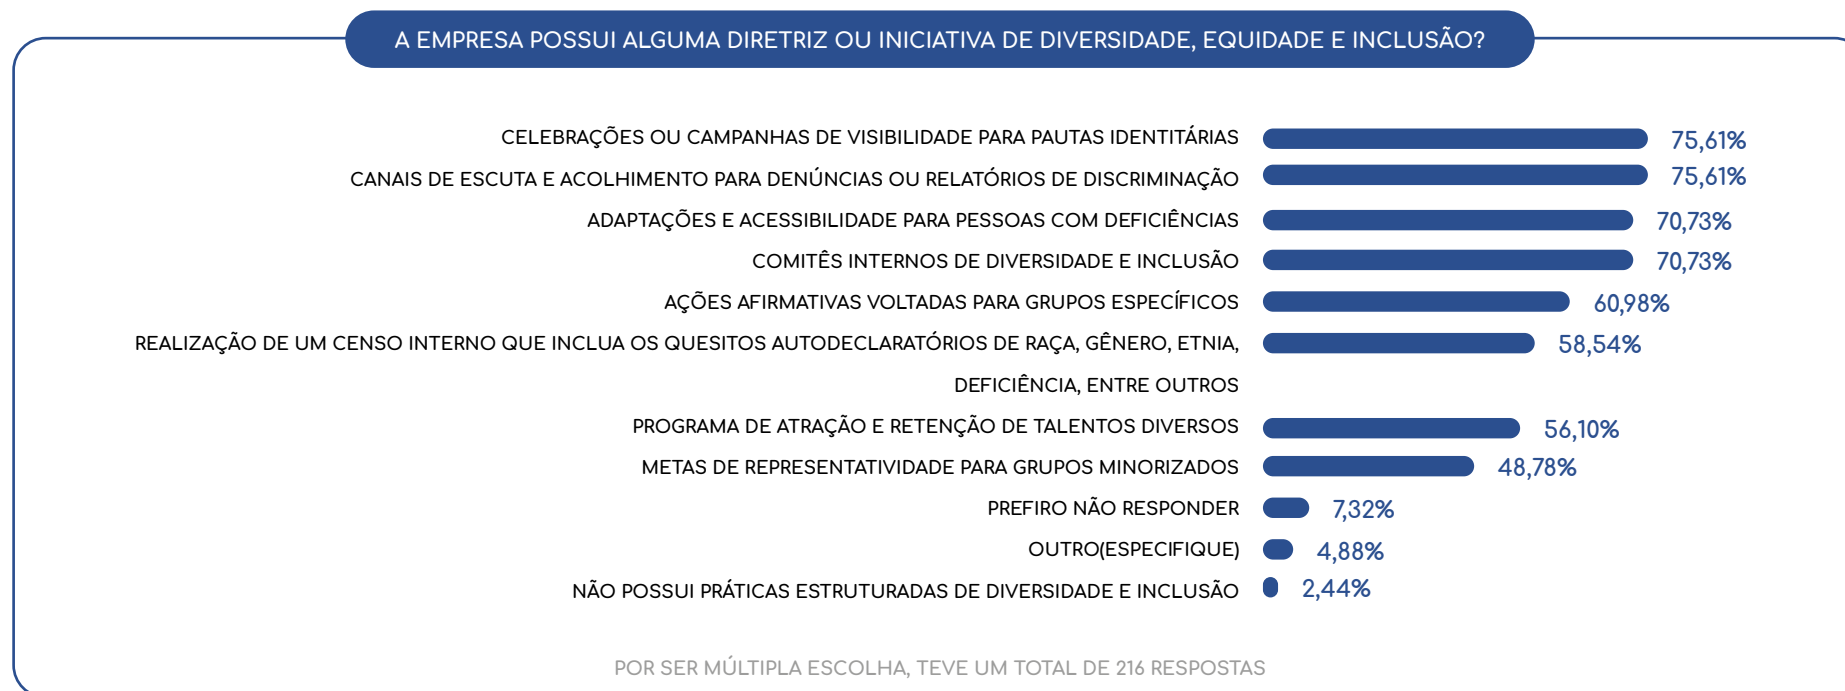 A EMPRESA POSSUI ALGUMA DIRETRIZ OU INICIATIVA DE DIVERSIDADE, EQUIDADE E INCLUSÃO?
CELEBRAÇÕES OU CAMPANHAS DE VISIBILIDADE PARA PAUTAS IDENTITÁRIAS 75,61%
CANAIS DE ESCUTA E ACOLHIMENTO PARA DENÚNCIAS OU RELATÓRIOS DE DISCRIMINAÇÃO 75,61%
ADAPTAÇÕES E ACESSIBILIDADE PARA PESSOAS COM DEFICIÊNCIAS 70,73%
COMITÊS INTERNOS DE DIVERSIDADE E INCLUSÃO 70,73%
AÇÕES AFIRMATIVAS VOLTADAS PARA GRUPOS ESPECÍFICOS 60,98%
REALIZAÇÃO DE UM CENSO INTERNO QUE INCLUA OS QUESITOS AUTODECLARATÓRIOS DE RAÇA, GÊNERO, ETNIA, 58,54%
DEFICIÊNCIA, ENTRE OUTROS
PROGRAMA DE ATRAÇÃO E RETENÇÃO DE TALENTOS DIVERSOS 56,10%
METAS DE REPRESENTATIVIDADE PARA GRUPOS MINORIZADOS 48,78%
PREFIRO NÃO RESPONDER 7,32%
OUTRO(ESPECIFIQUE) 4,88%
NÃO POSSUI PRÁTICAS ESTRUTURADAS DE DIVERSIDADE E INCLUSÃO 2,44%
POR SER MÚLTIPLA ESCOLHA, TEVE UM TOTAL DE 216 RESPOSTAS